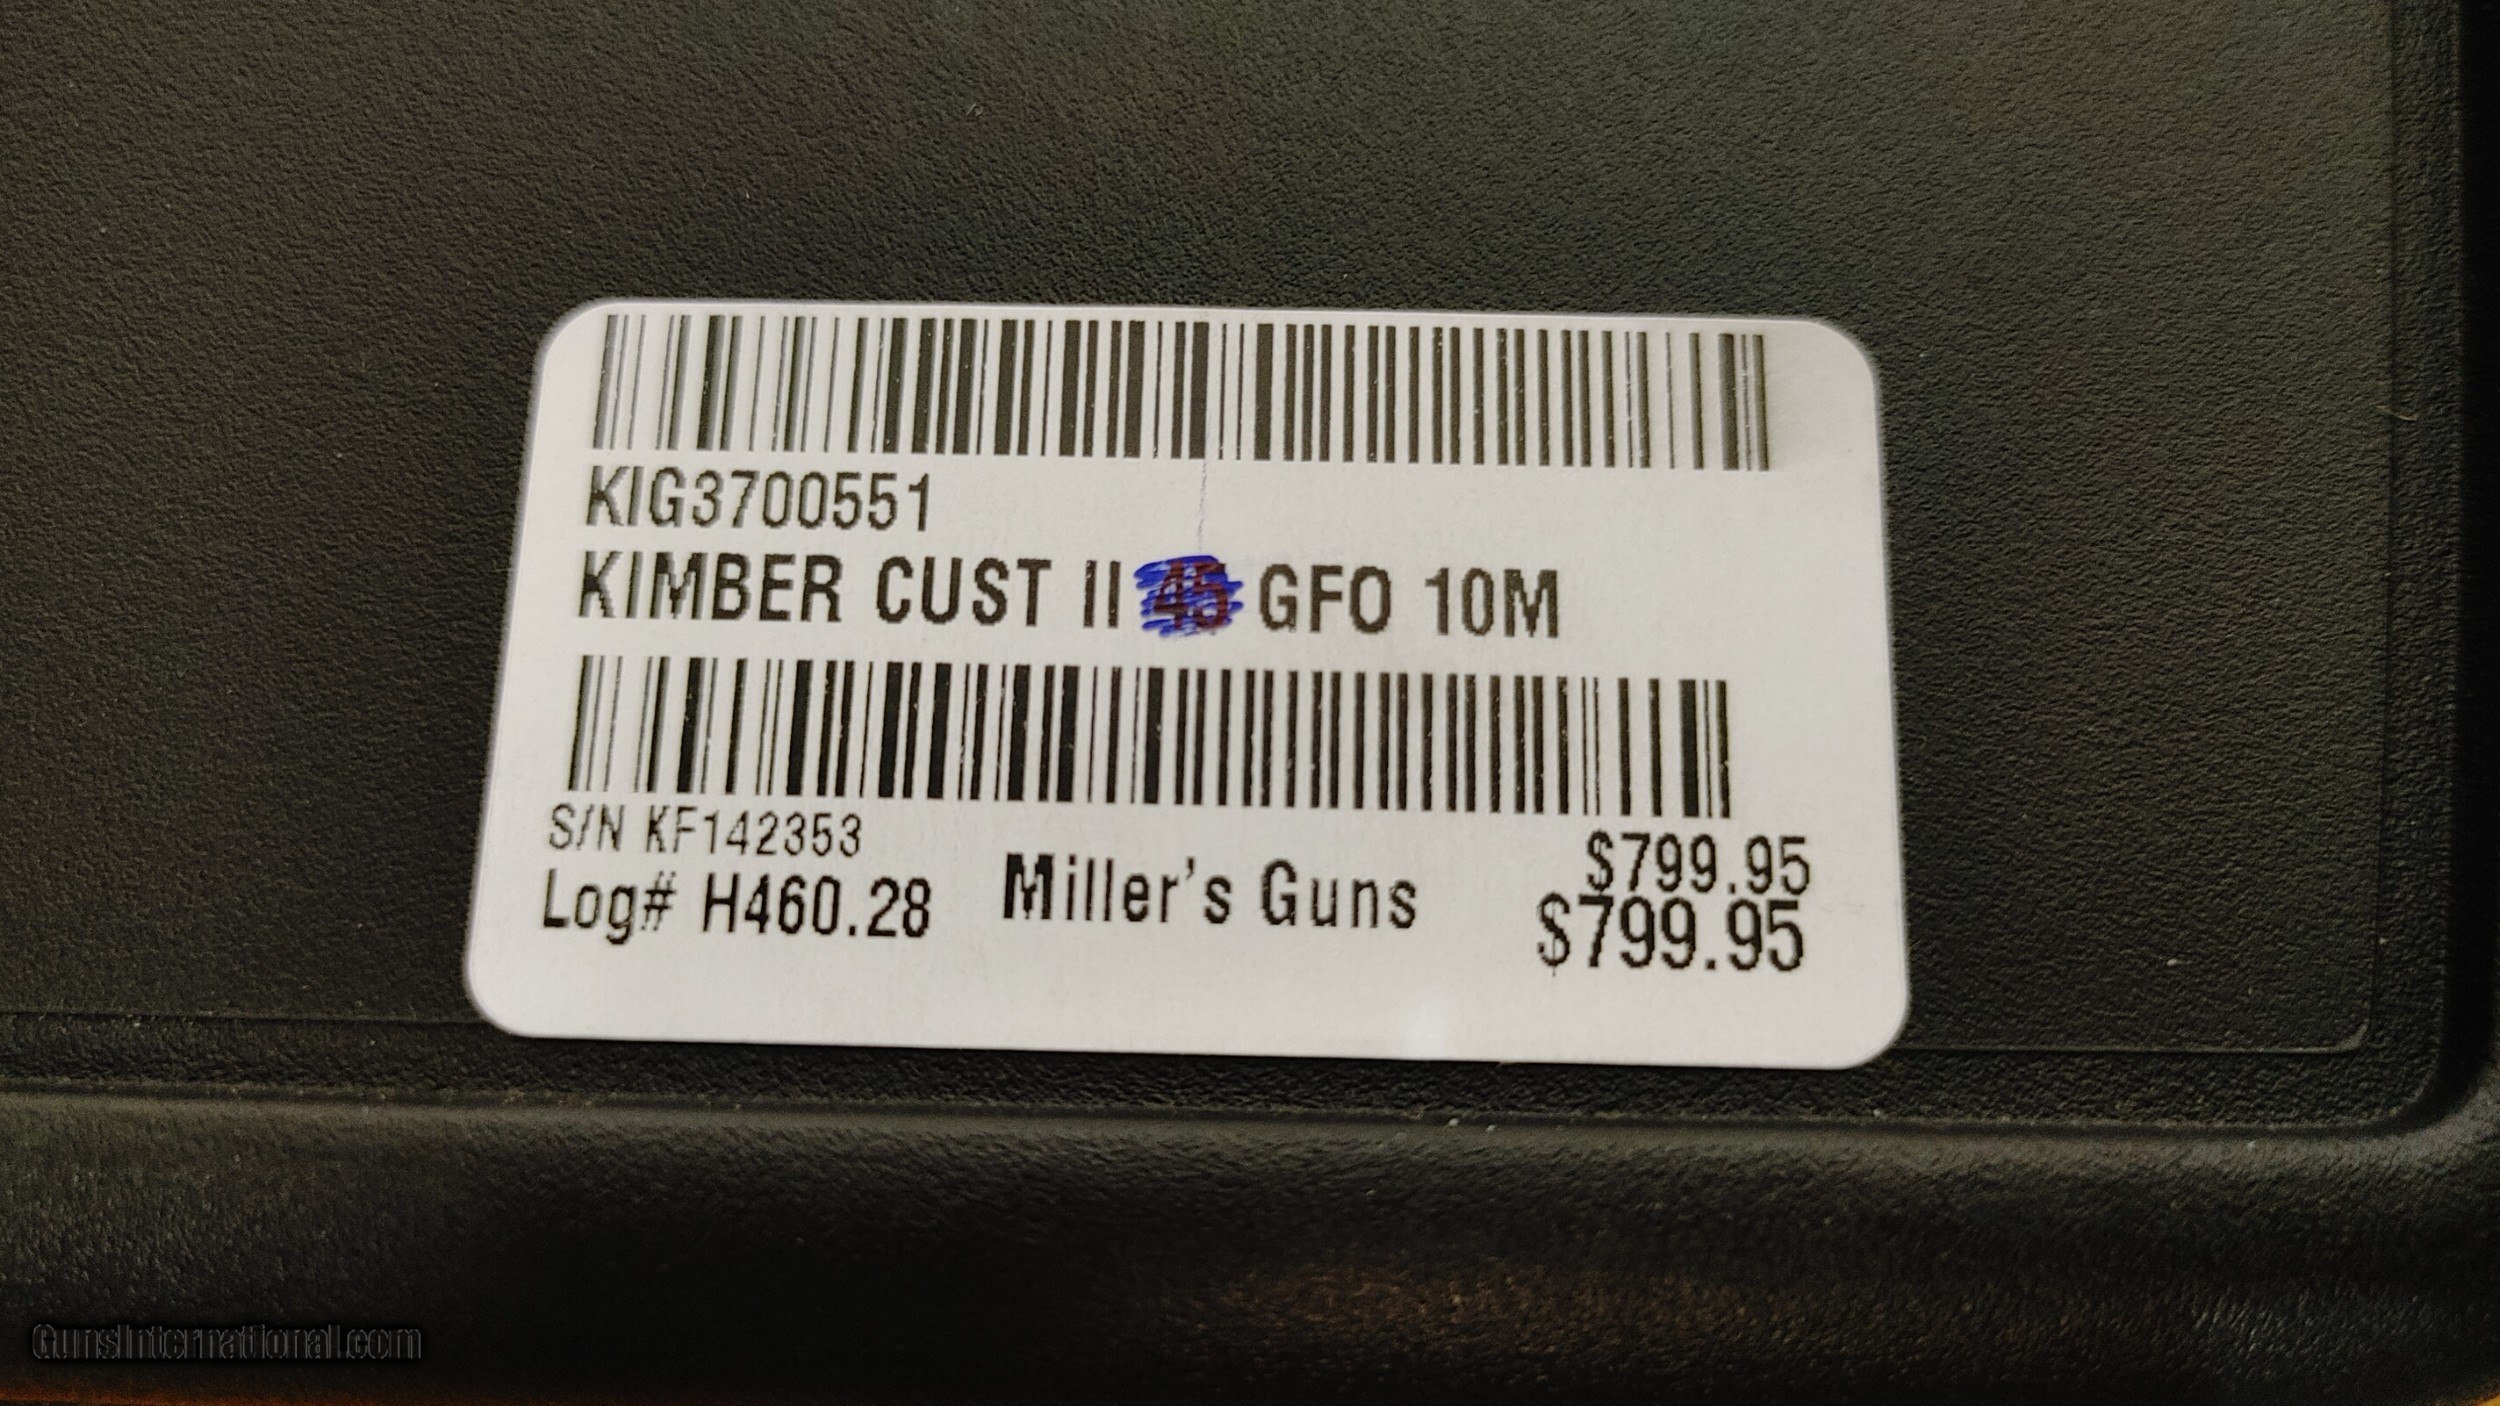 KIG3700551
KIMBER CUST II 45 GFO 10M
S/N KF142353
$799.95
Log# H460.28 Miller's Guns $799.95
GunsInternational.com